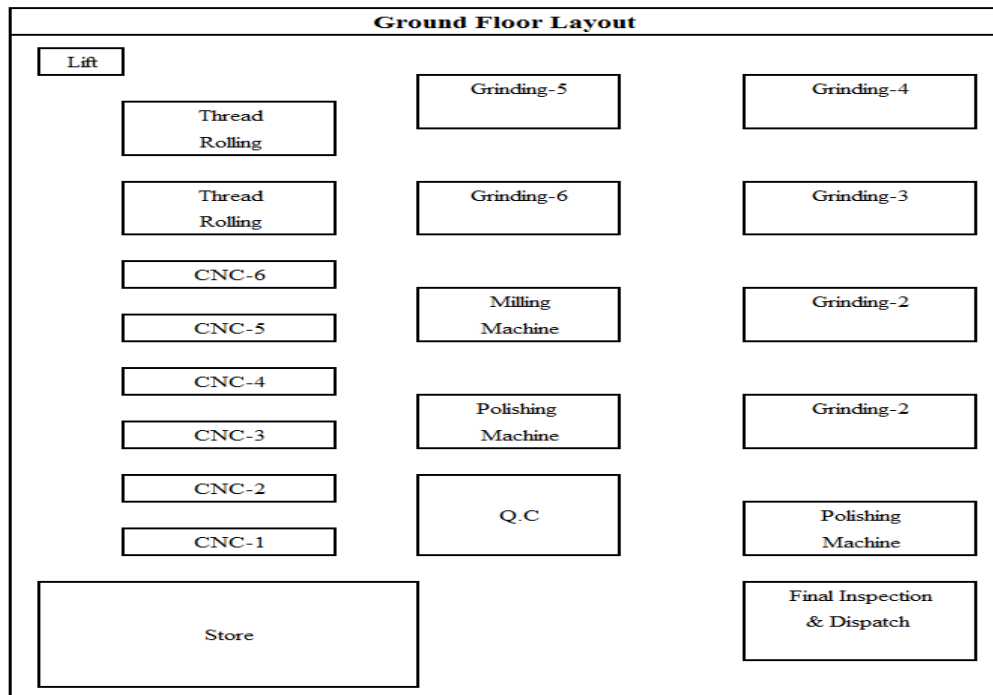 Ground Floor Layout
Lift
Thread
Rolling
Thread
Rolling
CNC-6
CNC-5
CNC-4
CNC-3
CNC-2
CNC-1
Store
Grinding-5
Grinding-6
Milling
Machine
Polishing
Machine
Q.C
Grinding-4
Grinding-3
Grinding-2
Grinding-2
Polishing
Machine
Final Inspection
& Dispatch